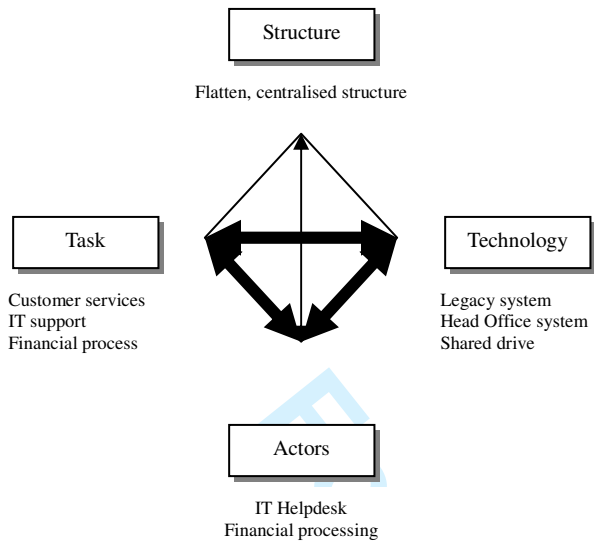 Structure
Flatten, centralised structure
Task
Technology
Customer services
IT support
Financial process
Legacy system
Head Office system
Shared drive
Actors
IT Helpdesk
Financial processing